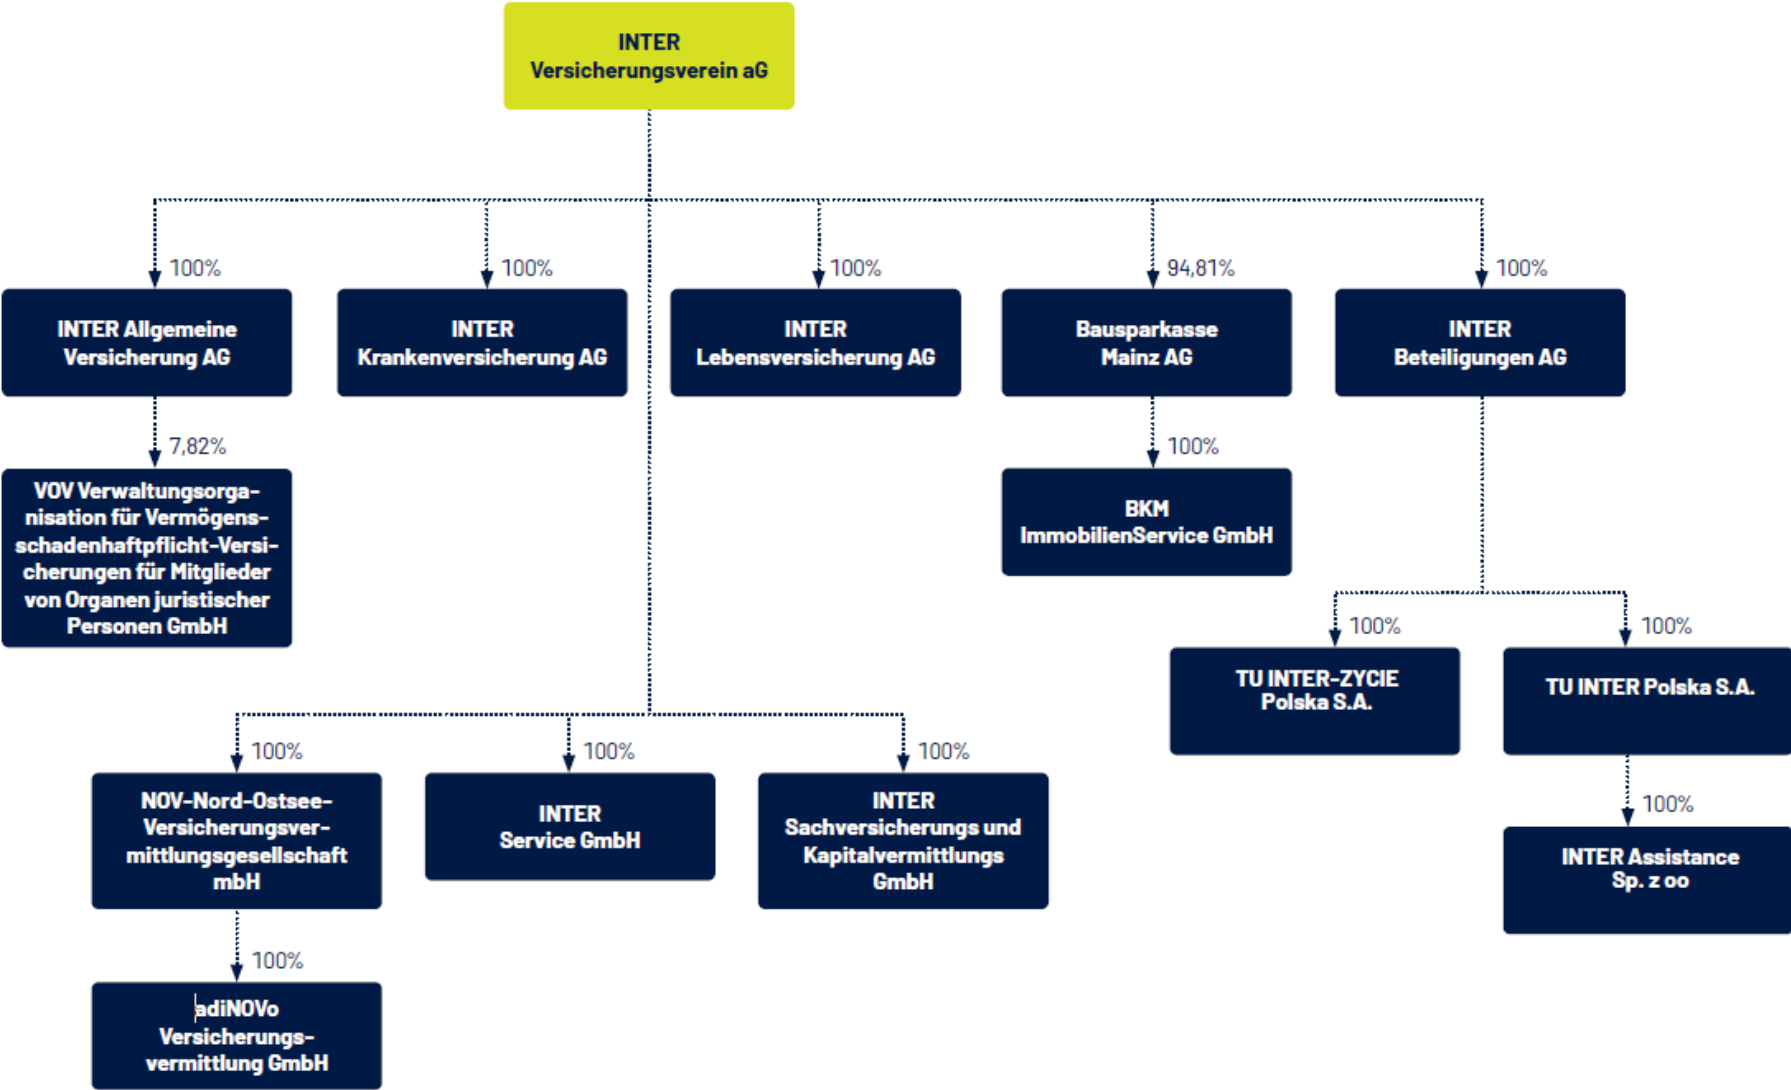 INTER
Versicherungsverein aG
100%
100%
100%
94,81%
100%
INTER Allgemeine
Versicherung AG
INTER
Krankenversicherung AG
INTER
Lebensversicherung AG
Bausparkasse
Mainz AG
INTER
Beteiligungen AG
7,82%
100%
VOV Verwaltungsorga-
nisation für Vermögens-
schadenhaftpflicht-Versi-
cherungen für Mitglieder
von Organen juristischer
Personen GmbH
BKM
ImmobilienService GmbH
100%
100%
TU INTER-ZYCIE
Polska S.A.
TU INTER Polska S.A.
100%
100%
100%
NOV-Nord-Ostsee-
Versicherungsver-
mittlungsgesellschaft
mbH
INTER
Service GmbH
INTER
Sachversicherungs und
Kapitalvermittlungs
GmbH
100%
INTER Assistance
Sp. z oo
100%
adiNOVo
Versicherungs-
vermittlung GmbH